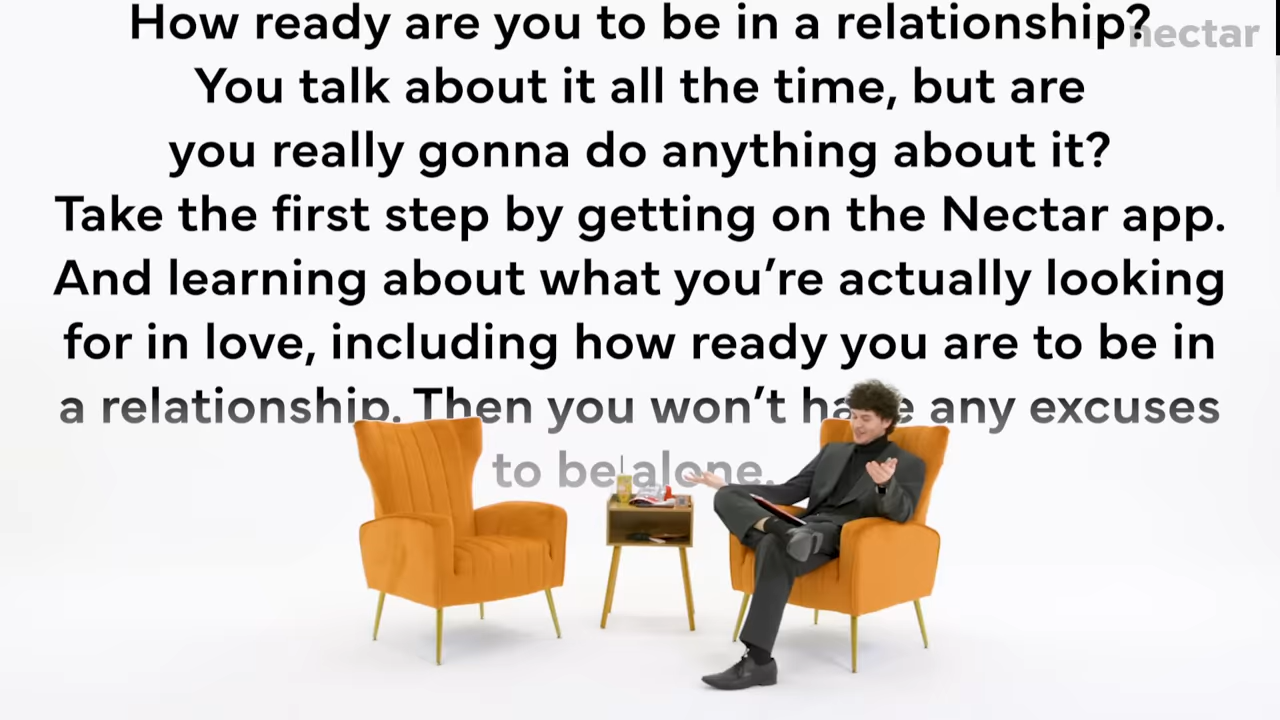 How ready are you to be in a relationship?
nectar
You talk about it all the time, but are
you really gonna do anything about it?
Take the first step by getting on the Nectar app.
And learning about what you’re actually looking
for in love, including how ready you are to be in
a relationship. Then you won’t have any excuses
to be alone.